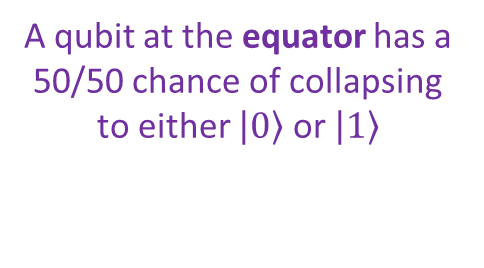 A qubit at the equator has a
50/50 chance of collapsing
to either |0⟩ or |1⟩